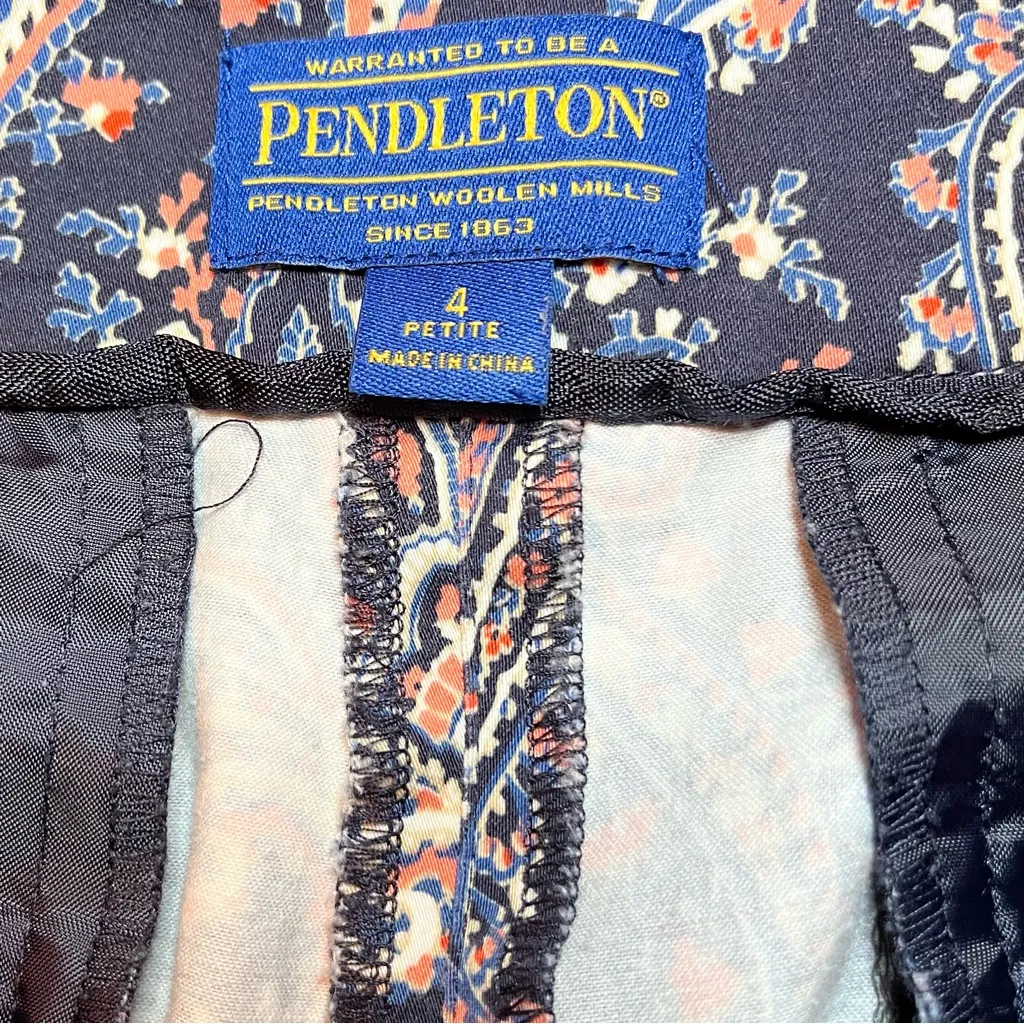 WARRANTED TO BE A
PENDLETON®
PENDLETON WOOLEN MILLS
SINCE 1863
4
PETITE
MADE IN CHINA